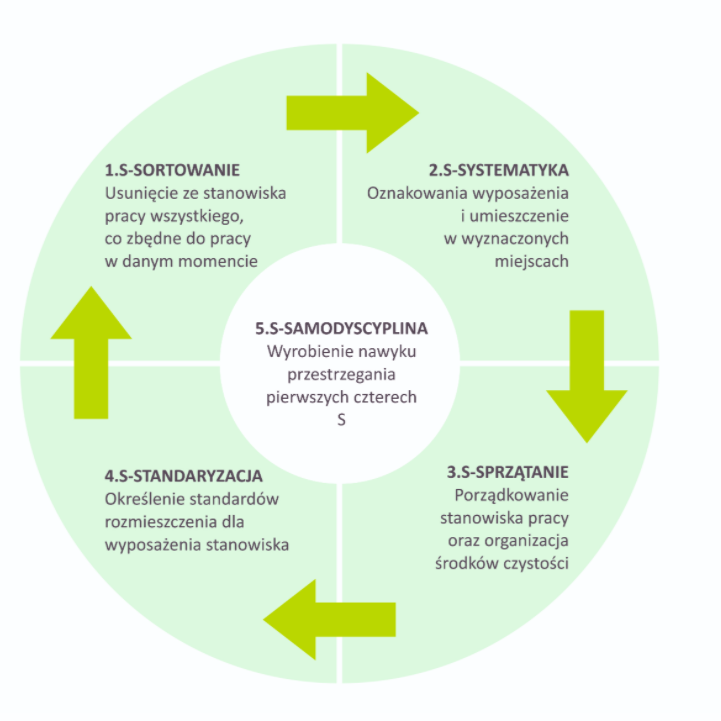 1.S-SORTOWANIE
Usunięcie ze stanowiska
pracy wszystkiego,
co zbędne do pracy
w danym momencie
2.S-SYSTEMATYKA
Oznakowania wyposażenia
i umieszczenie
w wyznaczonych
miejscach
5.S-SAMODYSCYPLINA
Wyrobienie nawyku
przestrzegania
pierwszych czterech
S
3.S-SPRZĄTANIE
Porządkowanie
stanowiska pracy
oraz organizacja
środków czystości
4.S-STANDARYZACJA
Określenie standardów
rozmieszczenia dla
wyposażenia stanowiska